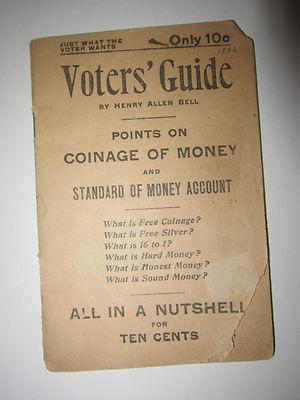 JUST WHAT THE
VOTER WANTS
Only 10c
1896
Voters' Guide
BY HENRY ALLEN BELL
POINTS ON
COINAGE OF MONEY
AND
STANDARD OF MONEY ACCOUNT
What is Free Coinage?
What is Free Silver?
What is 16 to 1?
What is Hard Money?
What is Honest Money?
What is Sound Money?
ALL IN A NUTSHELL
FOR
TEN CENTS